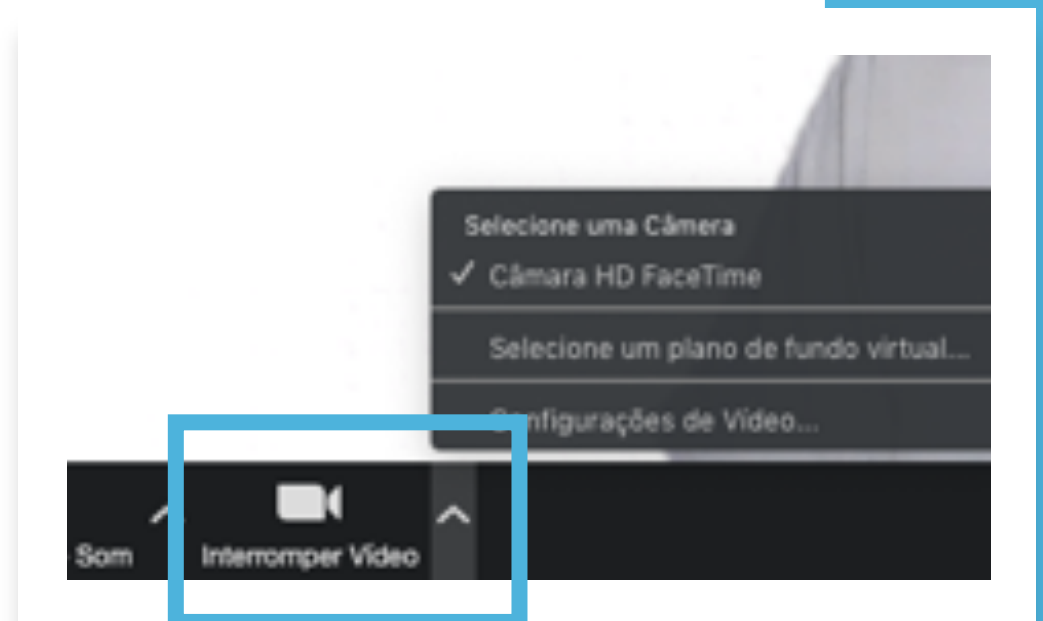 Selecione uma Câmera
✓ Câmara HD FaceTime
Selecione um plano de fundo virtual...
Configurações de Vídeo...
Som
Interromper Vídeo